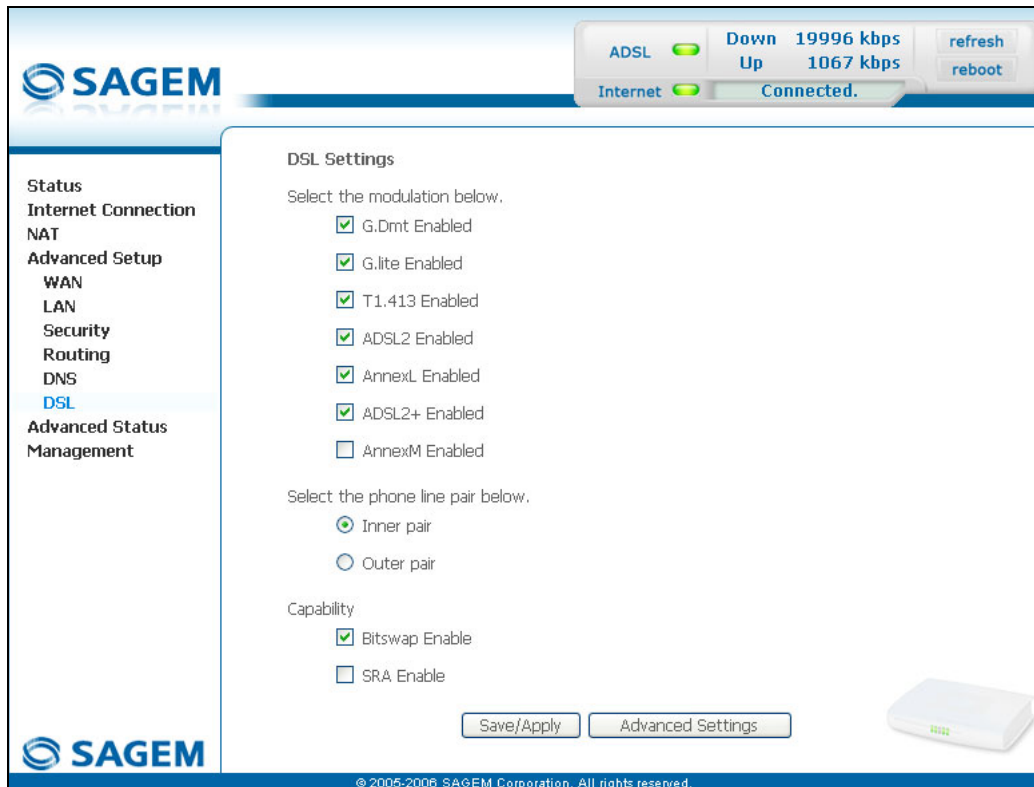 SAGEM
ADSL Down 19996 kbps
Up 1067 kbps
Internet Connected.
refresh
reboot
Status
Internet Connection
NAT
Advanced Setup
WAN
LAN
Security
Routing
DNS
DSL
Advanced Status
Management
DSL Settings
Select the modulation below.
G.Dmt Enabled
G.lite Enabled
T1.413 Enabled
ADSL2 Enabled
AnnexL Enabled
ADSL2+ Enabled
AnnexM Enabled
Select the phone line pair below.
Inner pair
Outer pair
Capability
Bitswap Enable
SRA Enable
Save/Apply Advanced Settings
SAGEM
© 2005-2006 SAGEM Corporation. All rights reserved.